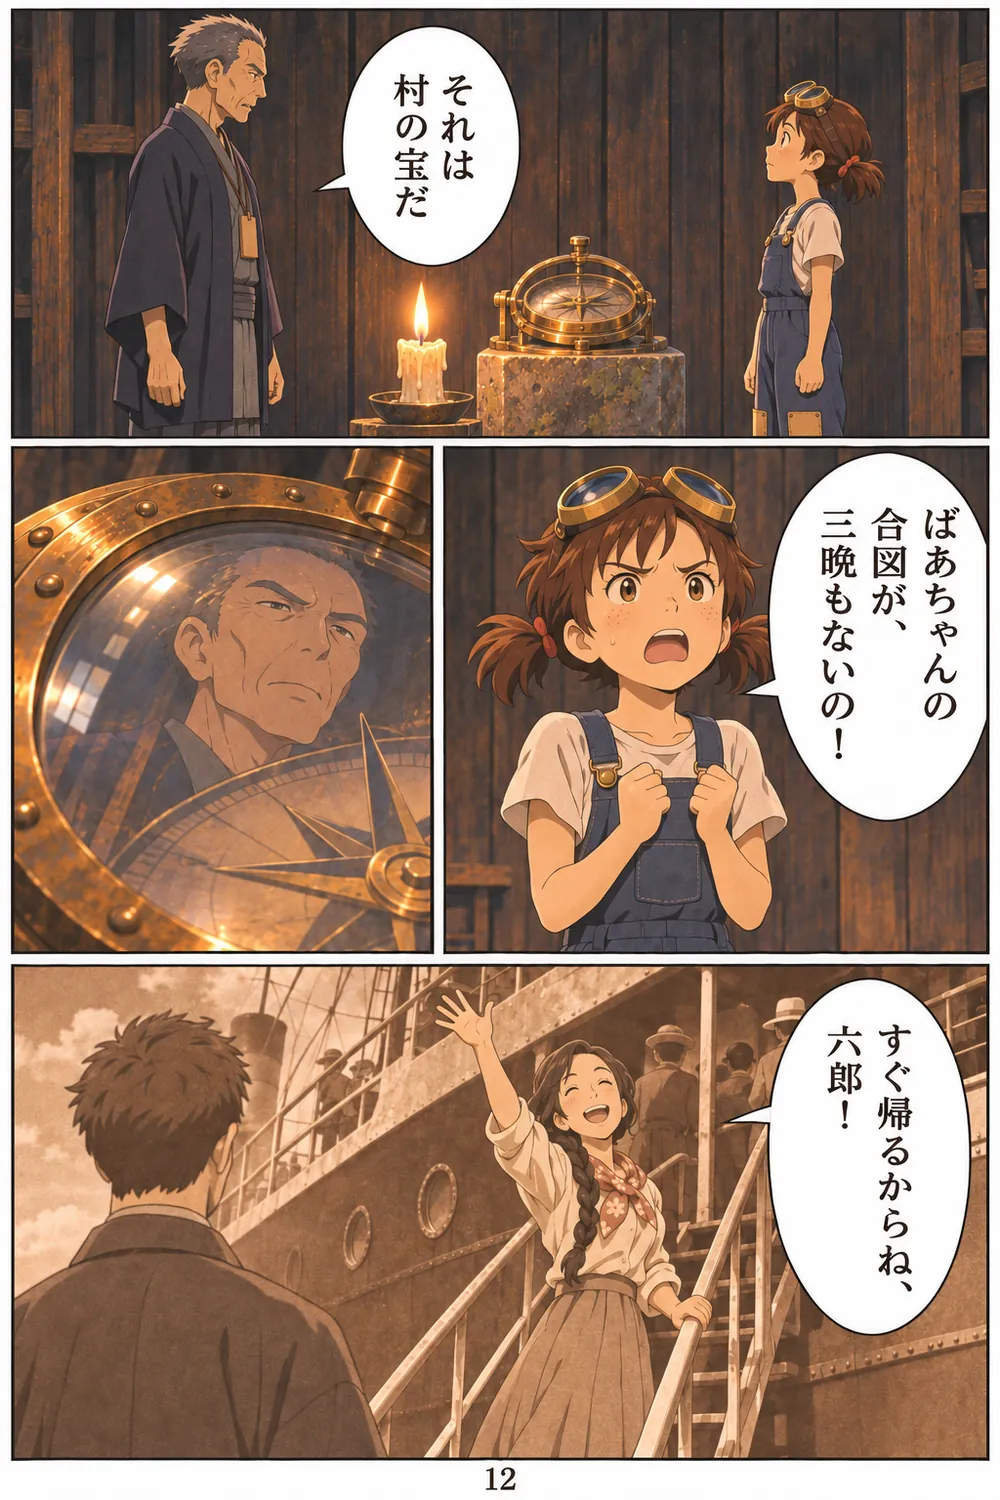 それは
村の宝だ
ばあちゃんの
合図が、
三晩もないの！
すぐ帰るからね、
六郎！
12